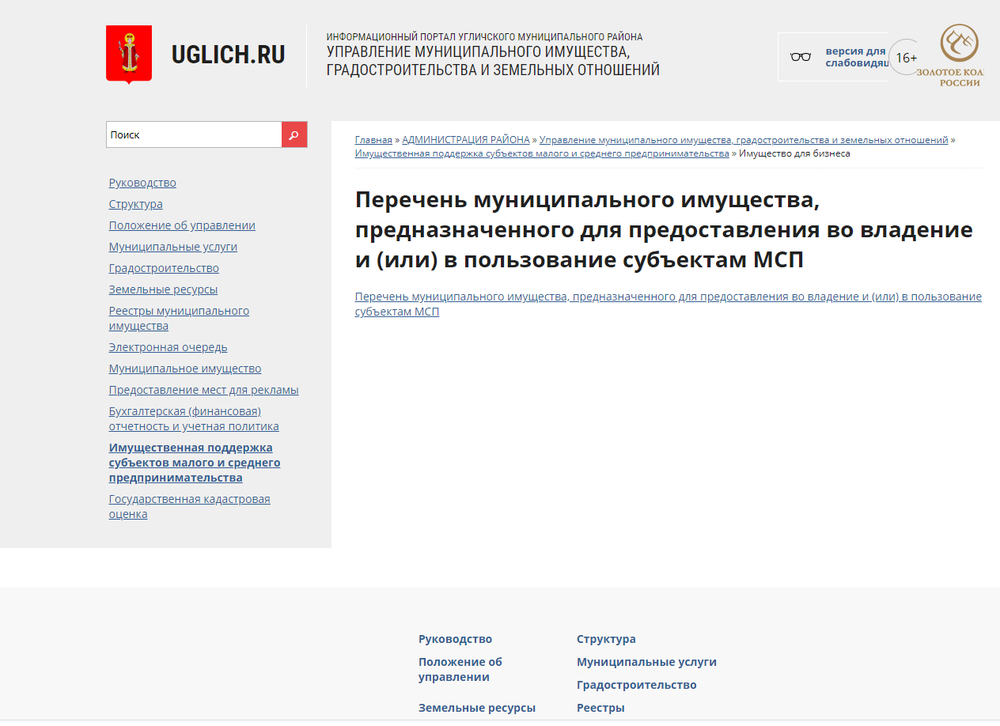 UGLICH.RU
ИНФОРМАЦИОННЫЙ ПОРТАЛ УГЛИЧСКОГО МУНИЦИПАЛЬНОГО РАЙОНА
УПРАВЛЕНИЕ МУНИЦИПАЛЬНОГО ИМУЩЕСТВА,
ГРАДОСТРОИТЕЛЬСТВА И ЗЕМЕЛЬНЫХ ОТНОШЕНИЙ
версия для
слабовидящ
16+
ЗОЛОТОЕ КОЛ
РОССИИ
Поиск
Руководство
Структура
Положение об управлении
Муниципальные услуги
Градостроительство
Земельные ресурсы
Реестры муниципального
имущества
Электронная очередь
Муниципальное имущество
Предоставление мест для рекламы
Бухгалтерская (финансовая)
отчетность и учетная политика
Имущественная поддержка
субъектов малого и среднего
предпринимательства
Государственная кадастровая
оценка
Главная » АДМИНИСТРАЦИЯ РАЙОНА » Управление муниципального имущества, градостроительства и земельных отношений »
Имущественная поддержка субъектов малого и среднего предпринимательства » Имущество для бизнеса
Перечень муниципального имущества,
предназначенного для предоставления во владение
и (или) в пользование субъектам МСП
Перечень муниципального имущества, предназначенного для предоставления во владение и (или) в пользование
субъектам МСП
Руководство
Структура
Положение об
управлении
Муниципальные услуги
Градостроительство
Земельные ресурсы
Реестры